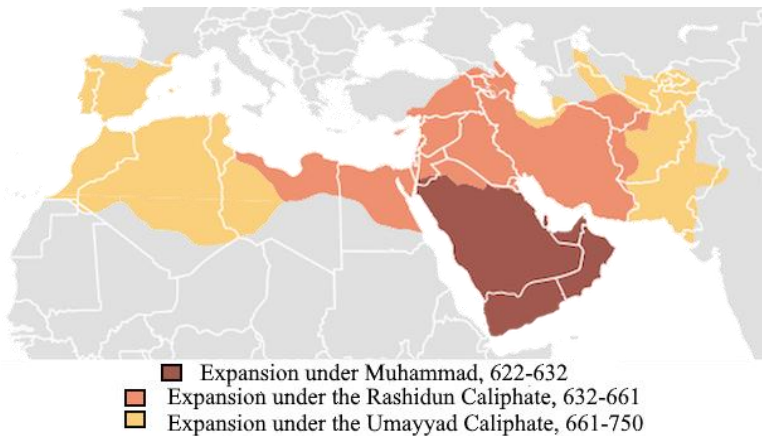 Expansion under Muhammad, 622-632
Expansion under the Rashidun Caliphate, 632-661
Expansion under the Umayyad Caliphate, 661-750